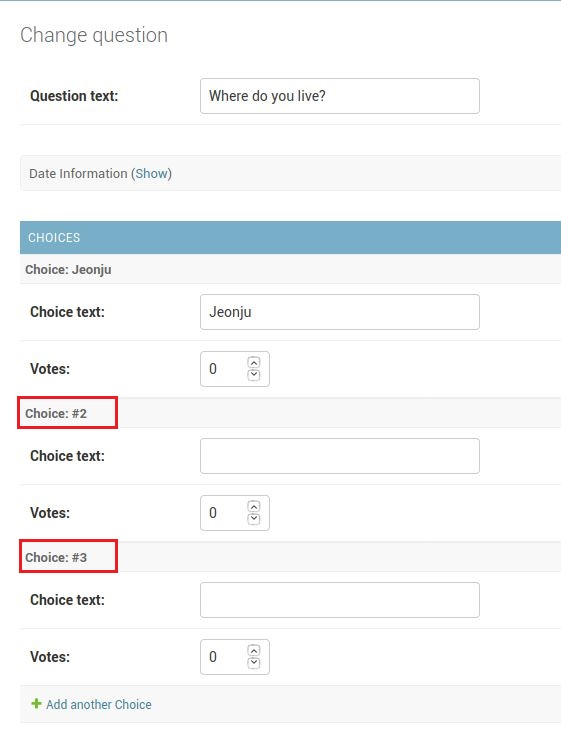 Change question
Question text: Where do you live?
Date Information (Show)
CHOICES
Choice: Jeonju
Choice text: Jeonju
Votes: 0
Choice: #2
Choice text:
Votes: 0
Choice: #3
Choice text:
Votes: 0
Add another Choice